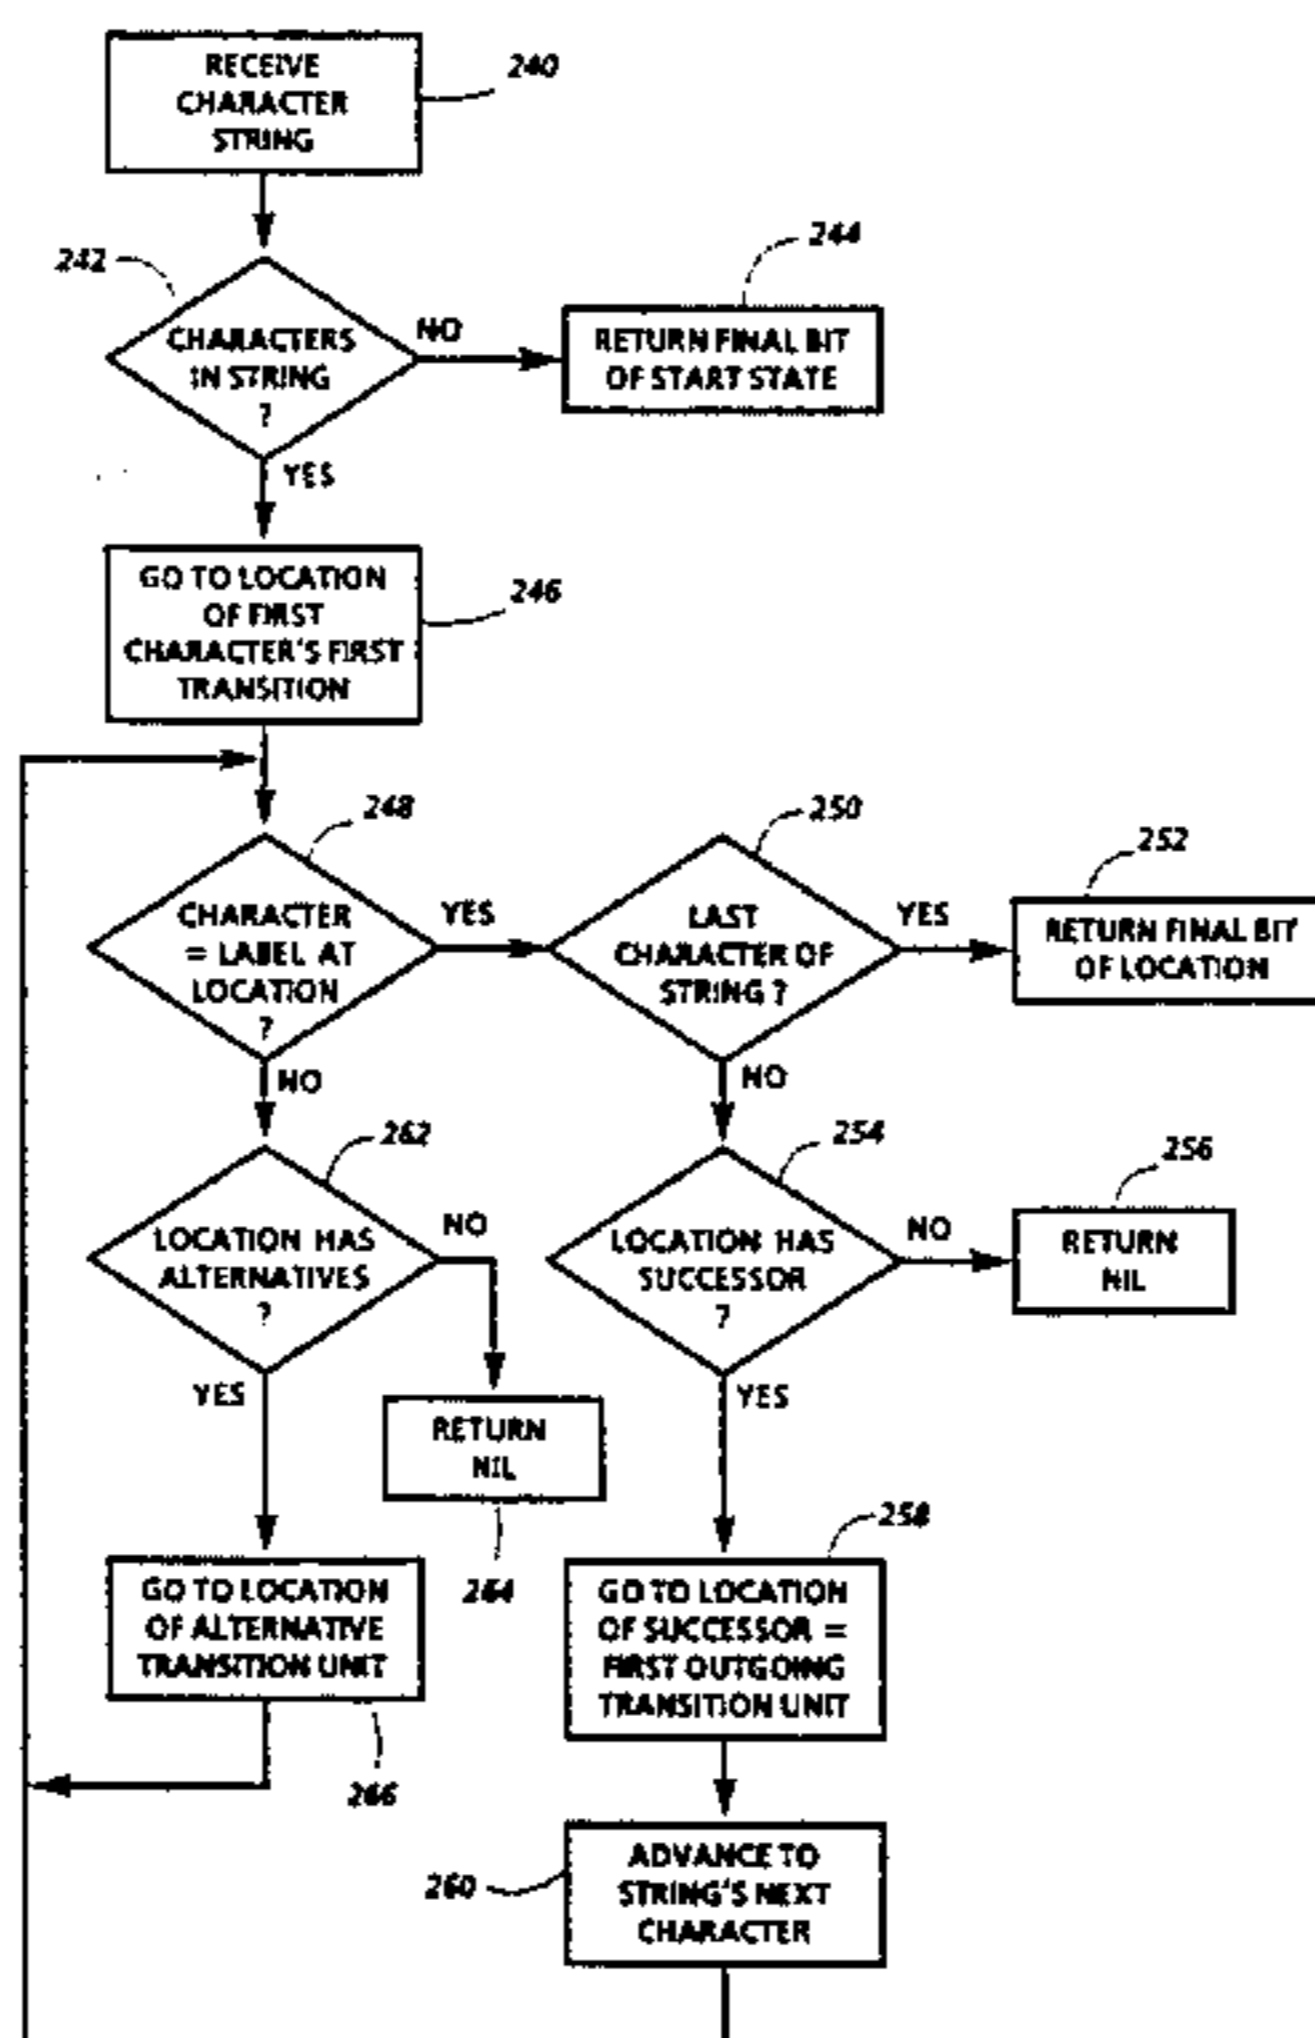 RECEIVE
CHARACTER
STRING
240
242
CHARACTERS
IN STRING
?
NO
244
RETURN FINAL BIT
OF START STATE
YES
GO TO LOCATION
OF FIRST
CHARACTER'S FIRST
TRANSITION
246
248
CHARACTER
= LABEL AT
LOCATION
?
YES
250
LAST
CHARACTER OF
STRING ?
YES
252
RETURN FINAL BIT
OF LOCATION
NO
NO
262
LOCATION HAS
ALTERNATIVES
?
NO
254
LOCATION HAS
SUCCESSOR
?
NO
256
RETURN
NIL
YES
RETURN
NIL
264
YES
GO TO LOCATION
OF ALTERNATIVE
TRANSITION UNIT
266
258
GO TO LOCATION
OF SUCCESSOR =
FIRST OUTGOING
TRANSITION UNIT
260
ADVANCE TO
STRING'S NEXT
CHARACTER